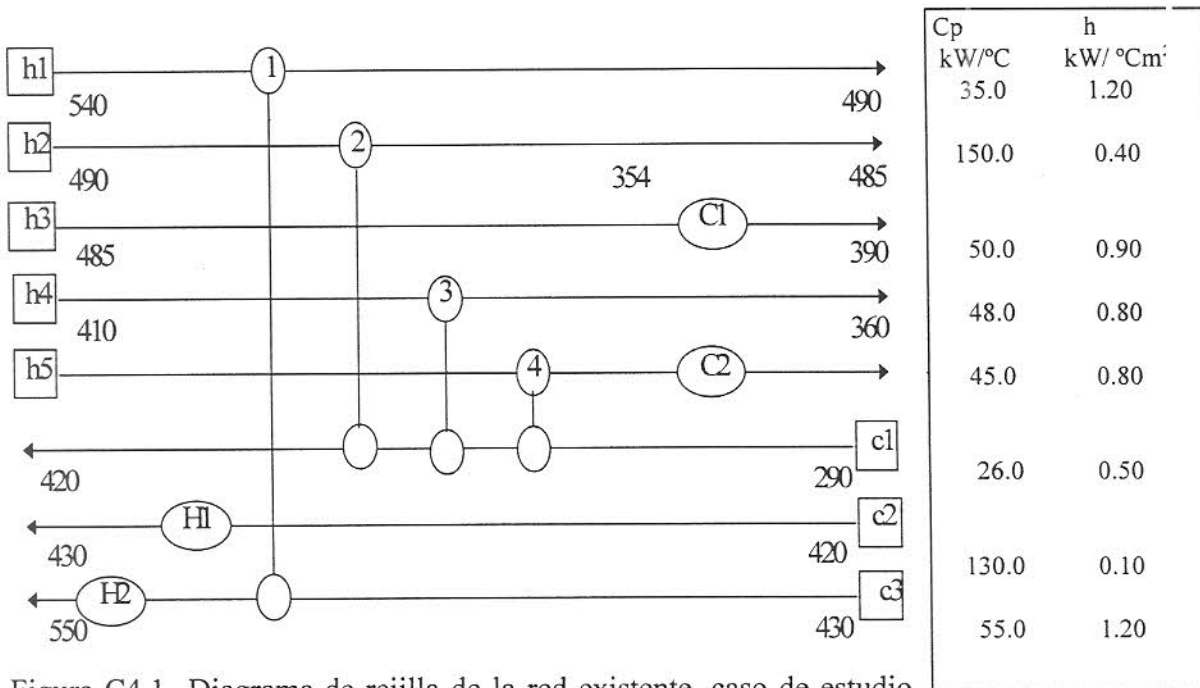 Cp h
kW/ºC kW/ ºCm²
h1 1 35.0 1.20
540 490
h2 2 150.0 0.40
490 354 485
h3 C1 50.0 0.90
485 390
h4 3 48.0 0.80
410 360
h5 4 C2 45.0 0.80
c1 26.0 0.50
420 290
H1 c2
430 420 130.0 0.10
H2 c3
550 430 55.0 1.20
Figura C4.1. Diagrama de rejilla de la red existente, caso de estudio